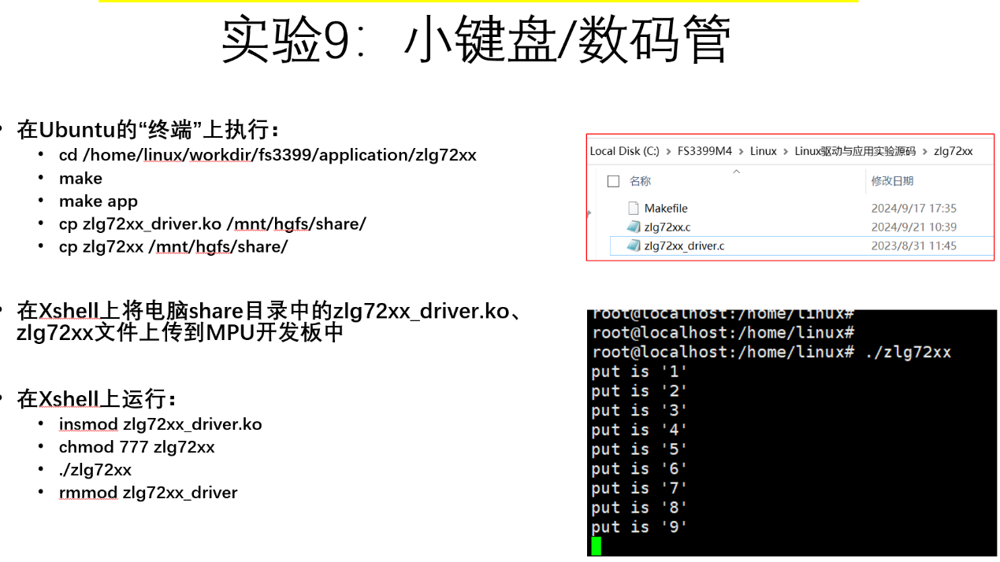 实验9：小键盘/数码管
• 在Ubuntu的“终端”上执行：
• cd /home/linux/workdir/fs3399/application/zlg72xx
• make
• make app
• cp zlg72xx_driver.ko /mnt/hgfs/share/
• cp zlg72xx /mnt/hgfs/share/
• 在Xshell上将电脑share目录中的zlg72xx_driver.ko、
zlg72xx文件上传到MPU开发板中
• 在Xshell上运行：
• insmod zlg72xx_driver.ko
• chmod 777 zlg72xx
• ./zlg72xx
• rmmod zlg72xx_driver
Local Disk (C:) > FS3399M4 > Linux > Linux驱动与应用实验源码 > zlg72xx
名称 修改日期
Makefile 2024/9/17 17:35
zlg72xx.c 2024/9/21 10:39
zlg72xx_driver.c 2023/8/31 11:45
root@localhost:/home/linux#
root@localhost:/home/linux#
root@localhost:/home/linux# ./zlg72xx
put is '1'
put is '2'
put is '3'
put is '4'
put is '5'
put is '6'
put is '7'
put is '8'
put is '9'